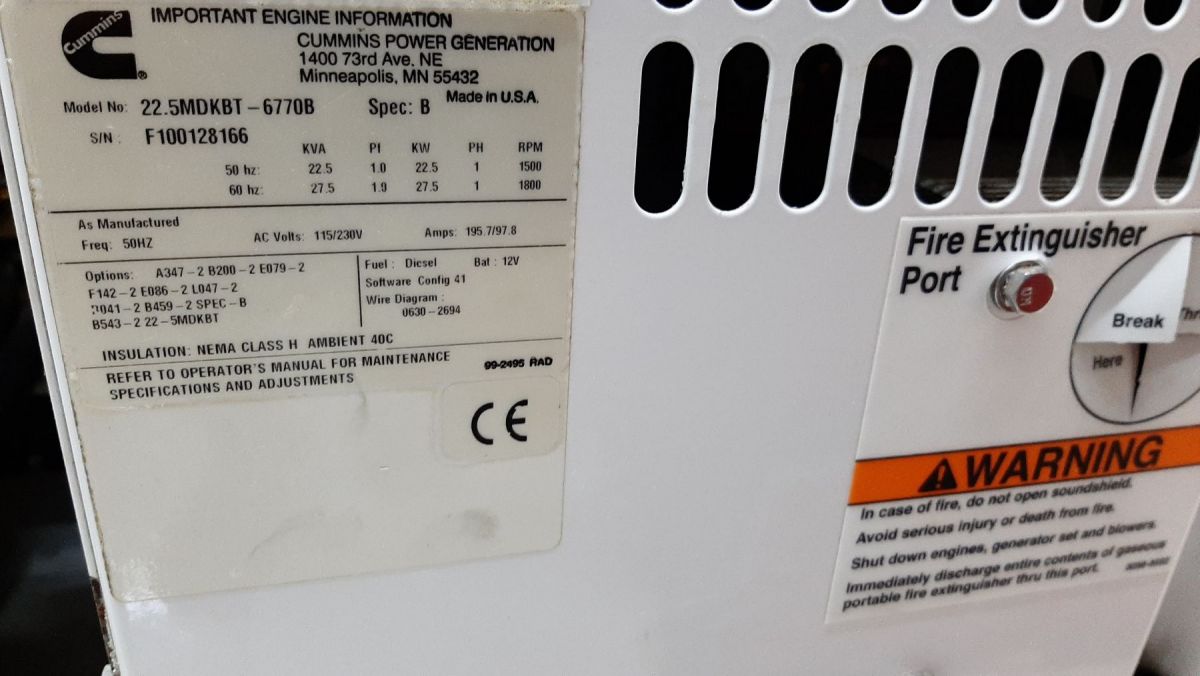 Cummins
IMPORTANT ENGINE INFORMATION
CUMMINS POWER GENERATION
1400 73rd Ave. NE
Minneapolis, MN 55432
Made in U.S.A.
Model No: 22.5MDKBT-6770B Spec: B
S/N: F100128166
KVA Pf KW PH RPM
50 hz: 22.5 1.0 22.5 1 1500
60 hz: 27.5 1.0 27.5 1 1800
As Manufactured
Freq: 50HZ AC Volts: 115/230V Amps: 195.7/97.8
Options: A347-2 B200-2 E079-2
F142-2 E086-2 L047-2
041-2 B459-2 SPEC-B
B543-2 22-5MDKBT
Fuel: Diesel Bat: 12V
Software Config 41
Wire Diagram:
0630-2694
INSULATION: NEMA CLASS H AMBIENT 40C
REFER TO OPERATOR'S MANUAL FOR MAINTENANCE
SPECIFICATIONS AND ADJUSTMENTS
99-2495 RAD
CE
Fire Extinguisher
Port
Break
Here
WARNING
In case of fire, do not open soundshield.
Avoid serious injury or death from fire.
Shut down engines, generator set and blowers.
Immediately discharge entire contents of gaseous
portable fire extinguisher thru this port.